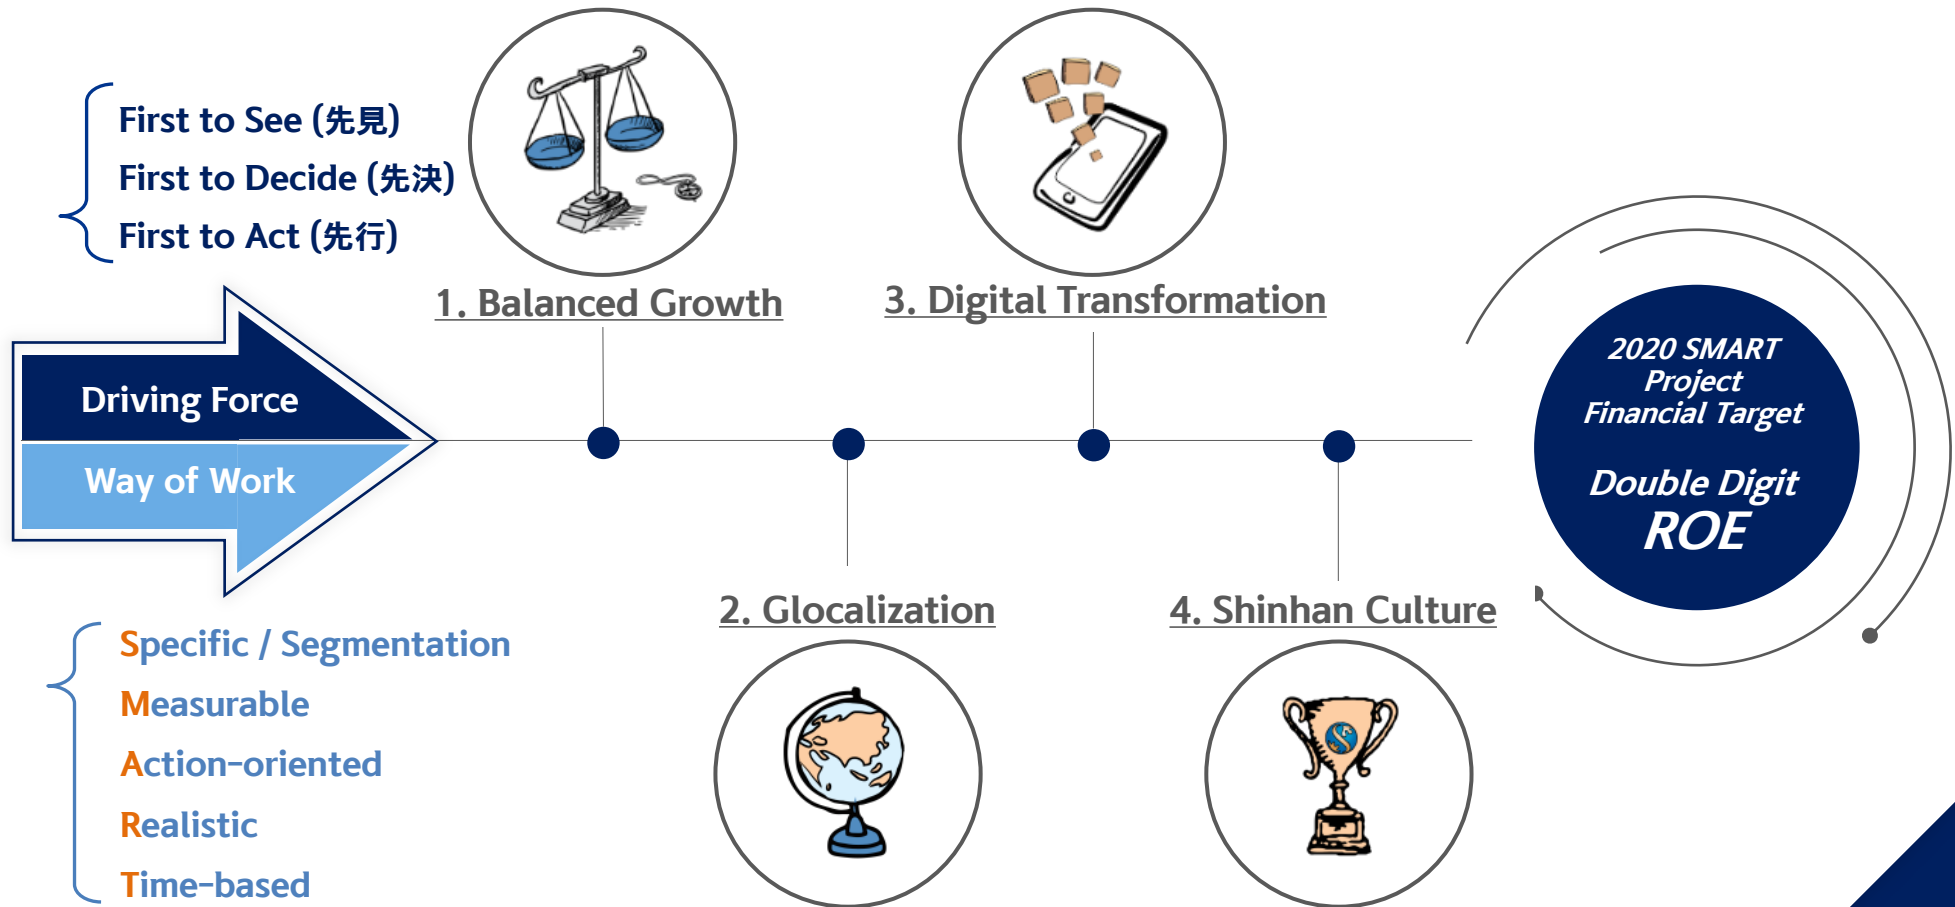 First to See (先見)
First to Decide (先決)
First to Act (先行)
Driving Force
Way of Work
Specific / Segmentation
Measurable
Action-oriented
Realistic
Time-based
1. Balanced Growth
2. Glocalization
3. Digital Transformation
4. Shinhan Culture
2020 SMART
Project
Financial Target
Double Digit
ROE